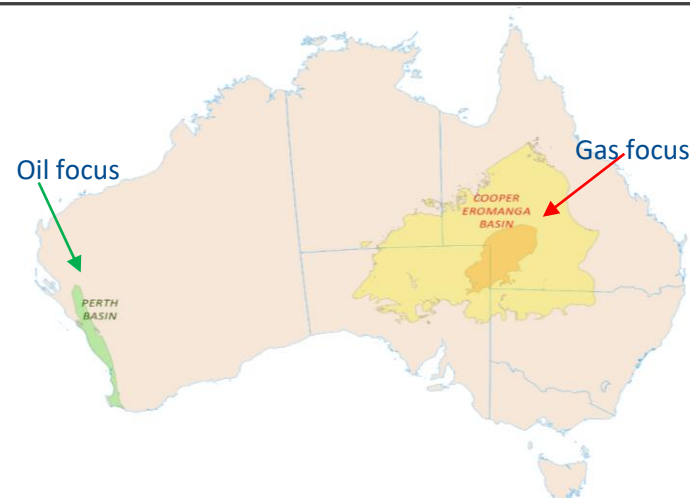 Oil focus
Gas focus
COOPER
EROMANGA
BASIN
PERTH
BASIN